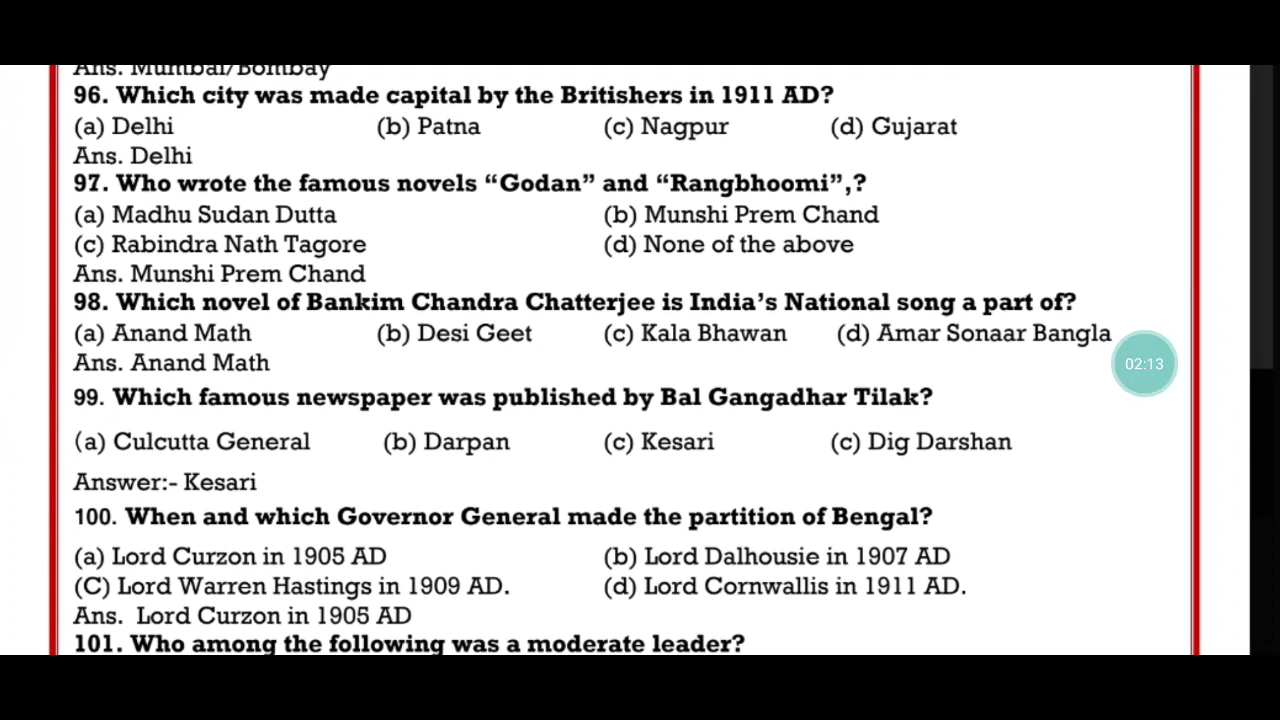 Ans. Mumbai/Bombay
96. Which city was made capital by the Britishers in 1911 AD?
(a) Delhi (b) Patna (c) Nagpur (d) Gujarat
Ans. Delhi
97. Who wrote the famous novels “Godan” and “Rangbhoomi”,?
(a) Madhu Sudan Dutta (b) Munshi Prem Chand
(c) Rabindra Nath Tagore (d) None of the above
Ans. Munshi Prem Chand
98. Which novel of Bankim Chandra Chatterjee is India’s National song a part of?
(a) Anand Math (b) Desi Geet (c) Kala Bhawan (d) Amar Sonaar Bangla
Ans. Anand Math
02:13
99. Which famous newspaper was published by Bal Gangadhar Tilak?
(a) Culcutta General (b) Darpan (c) Kesari (c) Dig Darshan
Answer:- Kesari
100. When and which Governor General made the partition of Bengal?
(a) Lord Curzon in 1905 AD (b) Lord Dalhousie in 1907 AD
(C) Lord Warren Hastings in 1909 AD. (d) Lord Cornwallis in 1911 AD.
Ans. Lord Curzon in 1905 AD
101. Who among the following was a moderate leader?